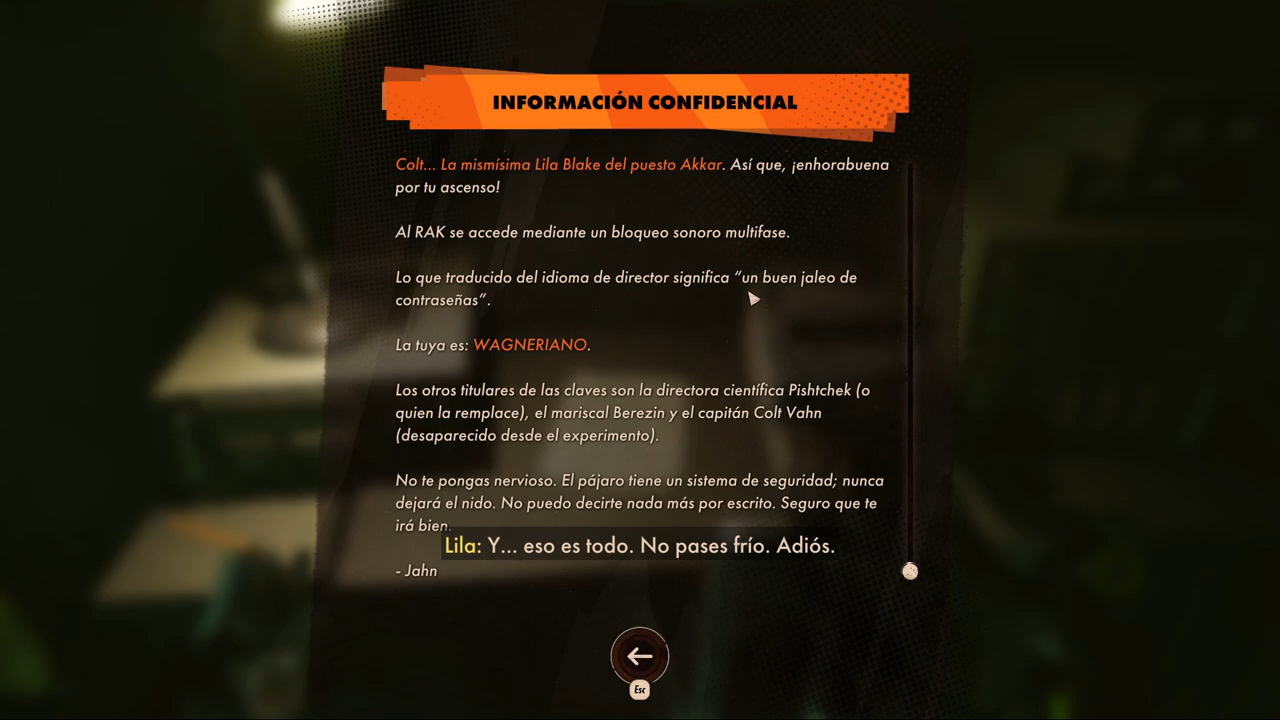 INFORMACIÓN CONFIDENCIAL
Colt... La mismísima Lila Blake del puesto Akkar. Así que, ¡enhorabuena
por tu ascenso!
Al RAK se accede mediante un bloqueo sonoro multifase.
Lo que traducido del idioma de director significa “un buen jaleo de
contraseñas”.
La tuya es: WAGNERIANO.
Los otros titulares de las claves son la directora científica Pishtchek (o
quien la remplace), el mariscal Berezin y el capitán Colt Vahn
(desaparecido desde el experimento).
No te pongas nervioso. El pájaro tiene un sistema de seguridad; nunca
dejará el nido. No puedo decirte nada más por escrito. Seguro que te
irá bien.
Lila: Y... eso es todo. No pases frío. Adiós.
- Jahn
Esc